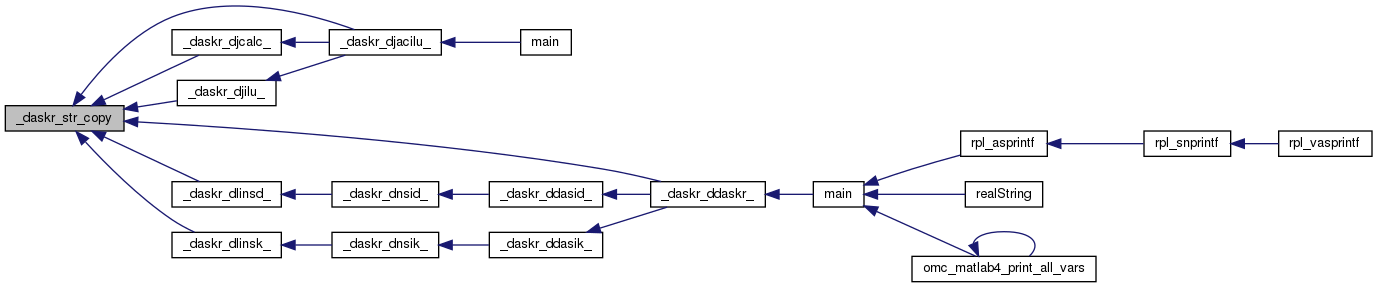 _daskr_str_copy
_daskr_djcalc_
_daskr_djilu_
_daskr_djacilu_
main
_daskr_dlinsd_
_daskr_dnsid_
_daskr_ddasid_
_daskr_ddaskr_
main
rpl_asprintf
rpl_snprintf
rpl_vasprintf
realString
omc_matlab4_print_all_vars
_daskr_dlinsk_
_daskr_dnsik_
_daskr_ddasik_